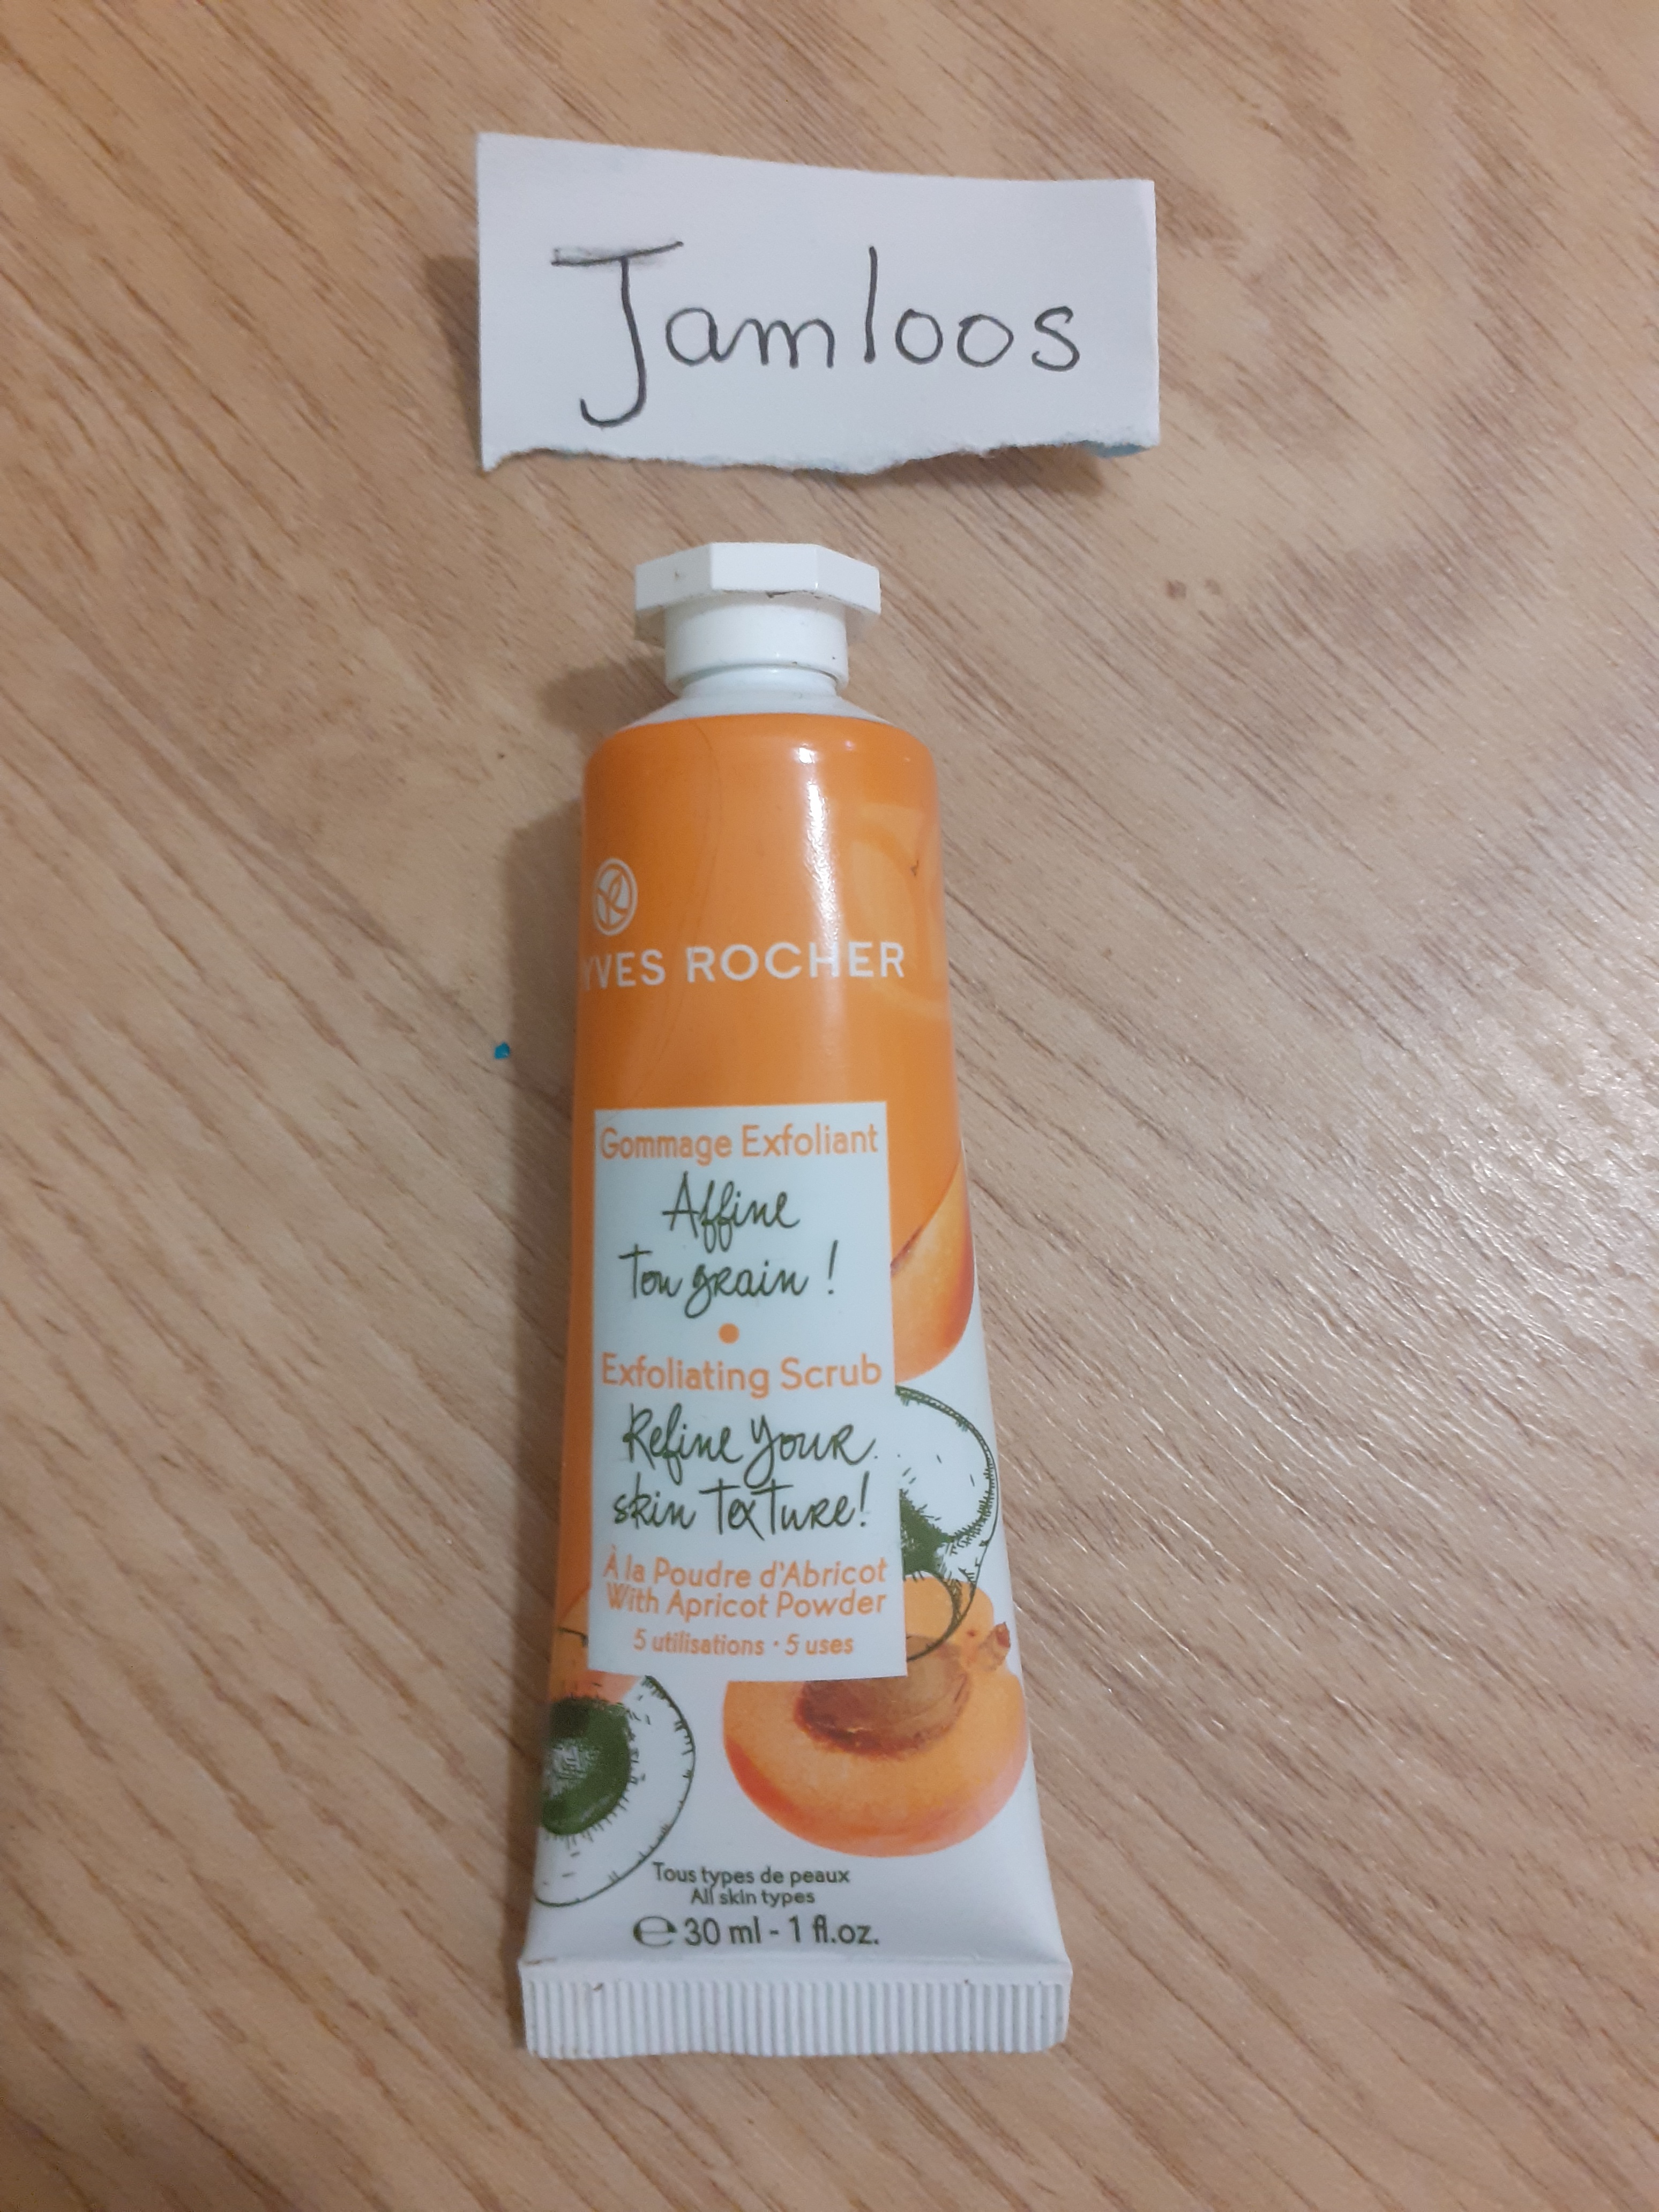 Jamloos
YVES ROCHER
Gommage Exfoliant
Affine
Ton grain !
Exfoliating Scrub
Refine your
skin texture!
À la Poudre d'Abricot
With Apricot Powder
5 utilisations · 5 uses
Tous types de peaux
All skin types
℮ 30 ml - 1 fl.oz.